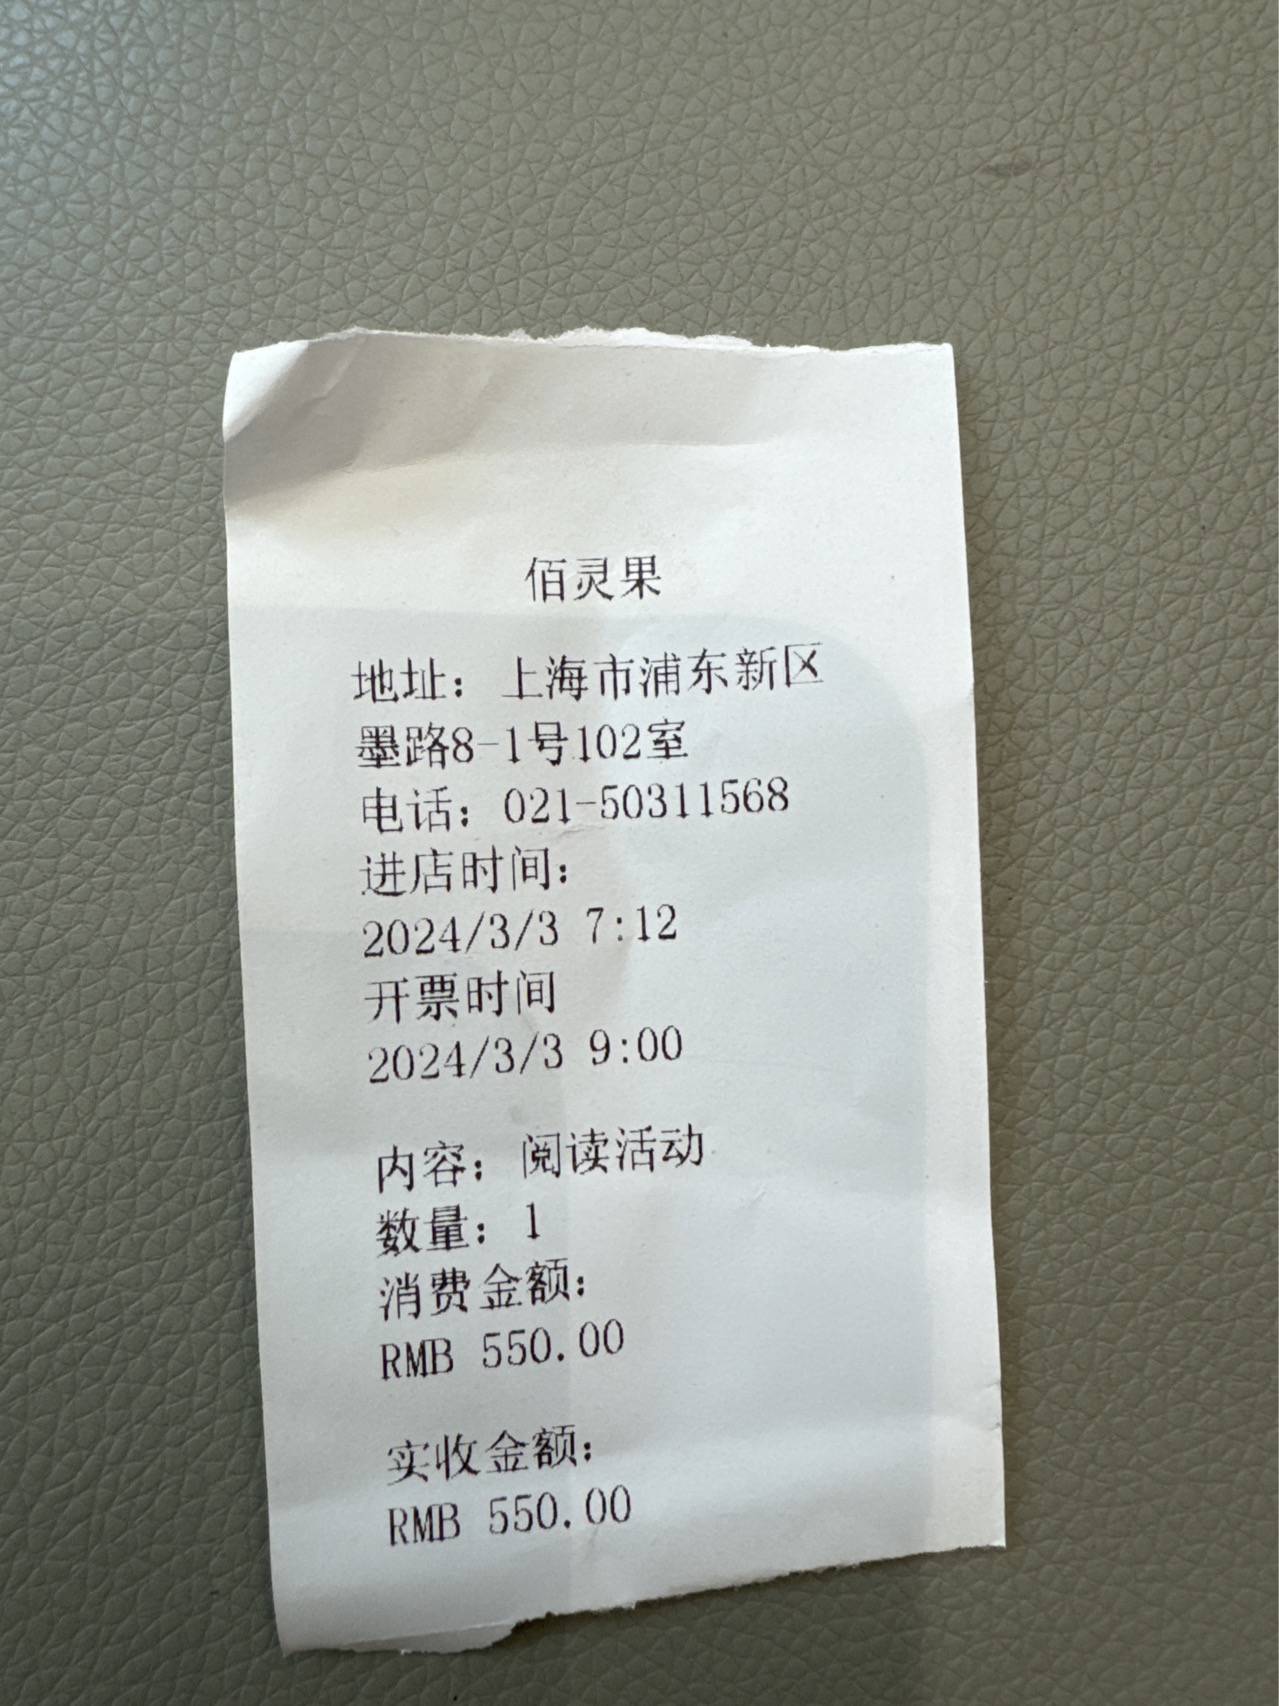 佰灵果
地址：上海市浦东新区
墨路8-1号102室
电话：021-50311568
进店时间：
2024/3/3 7:12
开票时间
2024/3/3 9:00
内容：阅读活动
数量：1
消费金额：
RMB 550.00
实收金额：
RMB 550.00